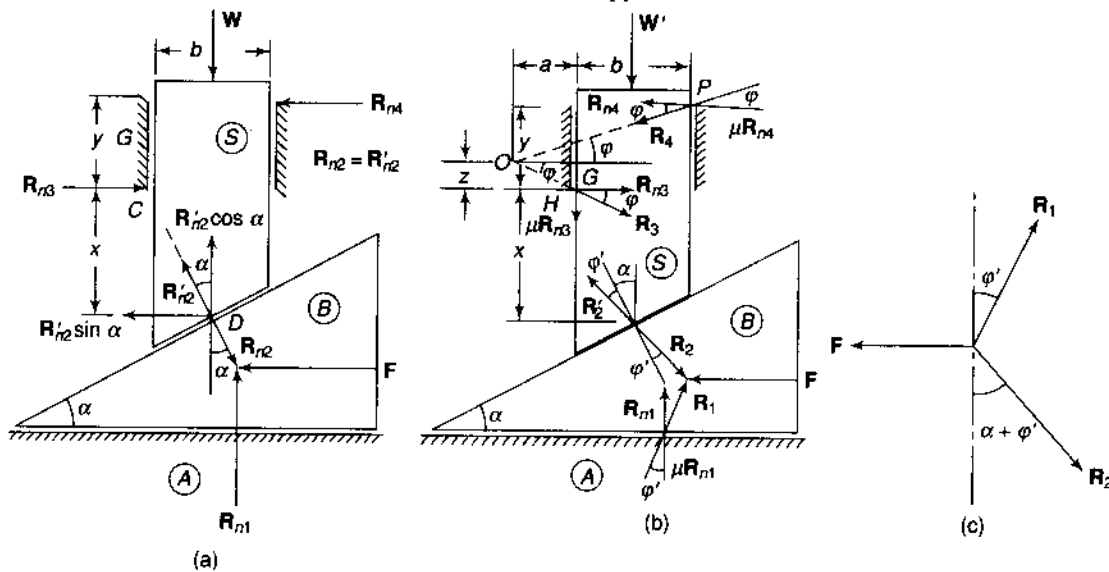 W
b
R_n4
y
G
S
R_n2 = R'_n2
R_n3
C
R'_n2 cos α
x
α
R'_n2
B
R'_n2 sin α
D
R_n2
α
F
α
A
R_n1
(a)
W'
a
b
P
R_n4
φ
φ
y
R_4
μR_n4
φ
O
φ
z
G
R_n3
H
φ
μR_n3
R_3
x
S
φ'
α
R'_2
B
R_2
φ'
F
R_n1
R_1
α
A
μR_n1
φ'
(b)
R_1
φ'
F
α + φ'
R_2
(c)